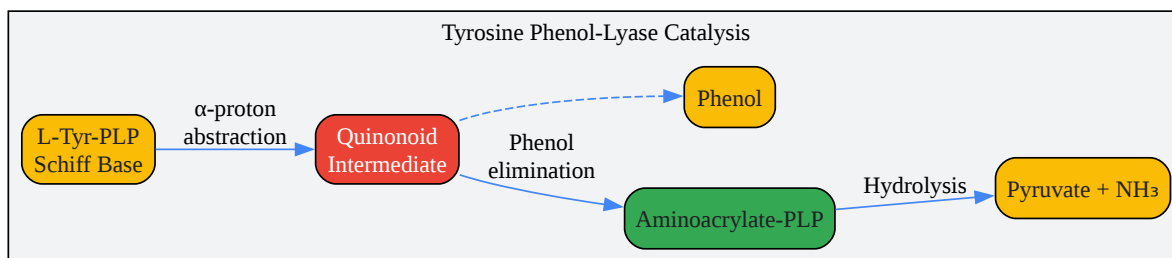 Tyrosine Phenol-Lyase Catalysis
L-Tyr-PLP
Schiff Base
α-proton
abstraction
Quinonoid
Intermediate
Phenol
Phenol
elimination
Aminoacrylate-PLP
Hydrolysis
Pyruvate + NH₃